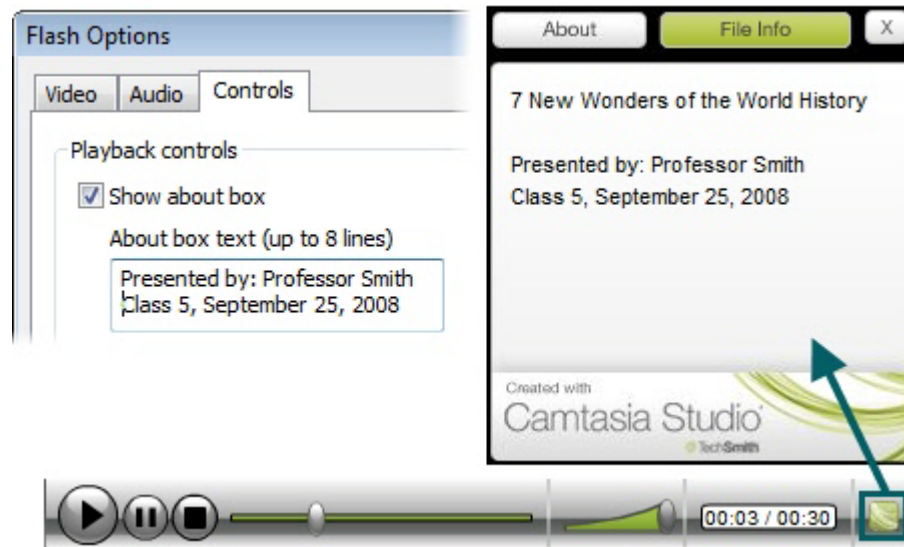 Flash Options
Video Audio Controls
Playback controls
Show about box
About box text (up to 8 lines)
Presented by: Professor Smith
Class 5, September 25, 2008
About File Info X
7 New Wonders of the World History
Presented by: Professor Smith
Class 5, September 25, 2008
Created with
Camtasia Studio
TechSmith
00:03 / 00:30